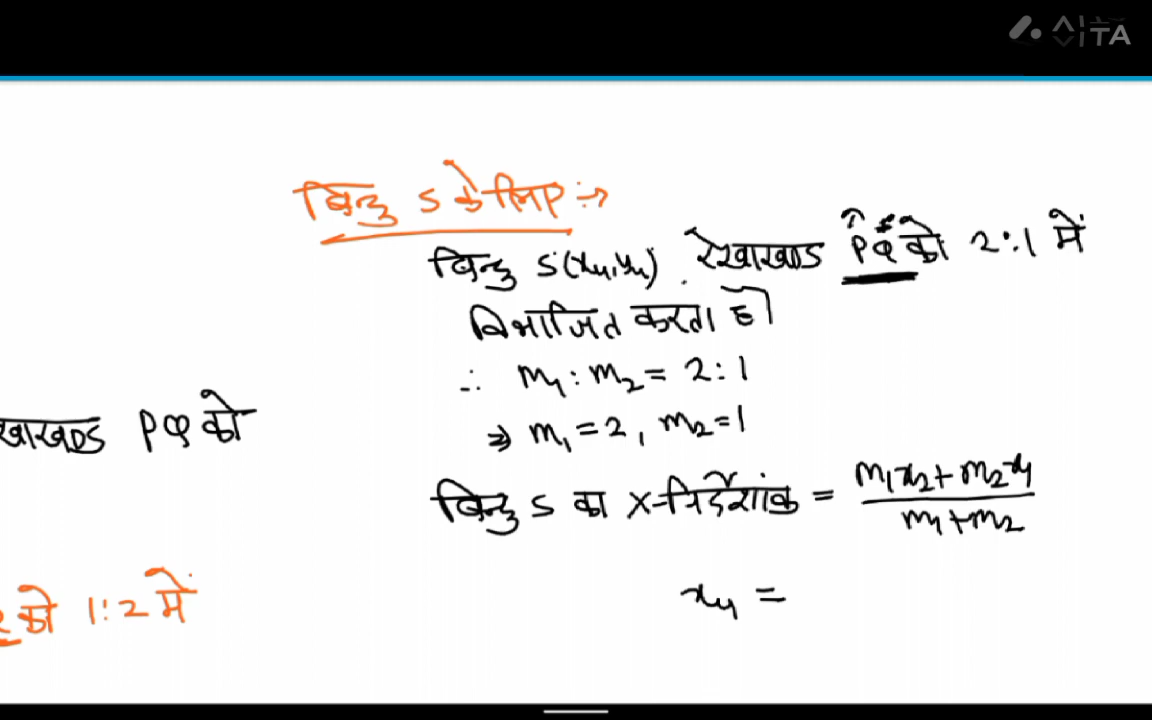 बिन्दु S के लिए :→
बिन्दु S(x₄,y₄). रेखाखण्ड PQ को 2:1 में
विभाजित करता है।
∴ m₁ : m₂ = 2 : 1
⇒ m₁ = 2, m₂ = 1
खाखण्ड PQ को
बिन्दु S का X-निर्देशांक = (m₁x₂ + m₂x₁)/(m₁ + m₂)
को 1:2 में
x₄ =